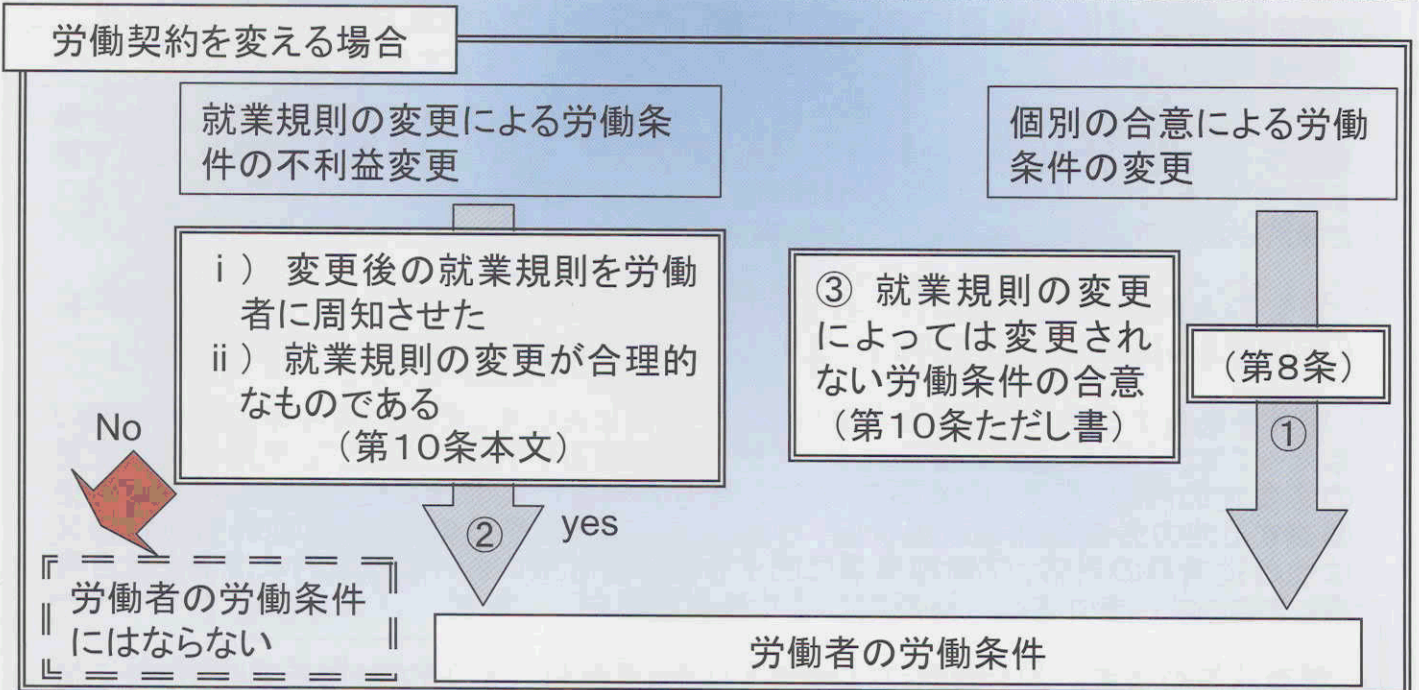 労働契約を変える場合
就業規則の変更による労働条
件の不利益変更
個別の合意による労働
条件の変更
ⅰ） 変更後の就業規則を労働
者に周知させた
ⅱ） 就業規則の変更が合理的
なものである
（第10条本文）
③ 就業規則の変更
によっては変更され
ない労働条件の合意
（第10条ただし書）
（第8条）
①
No
②
yes
労働者の労働条件
にはならない
労働者の労働条件